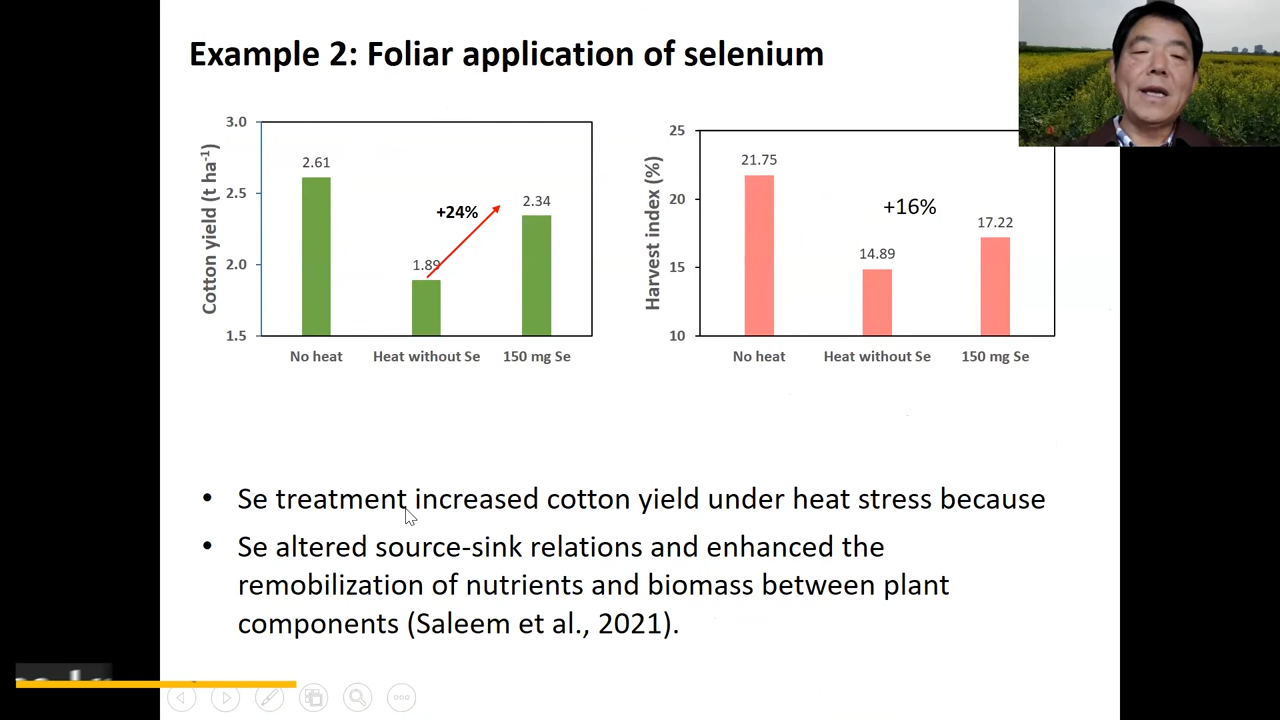 Example 2: Foliar application of selenium
Cotton yield (t ha⁻¹)
3.0
2.5
2.0
1.5
2.61
1.89
2.34
+24%
No heat
Heat without Se
150 mg Se
Harvest index (%)
25
20
15
10
21.75
14.89
17.22
+16%
No heat
Heat without Se
150 mg Se
• Se treatment increased cotton yield under heat stress because
• Se altered source-sink relations and enhanced the
remobilization of nutrients and biomass between plant
components (Saleem et al., 2021).